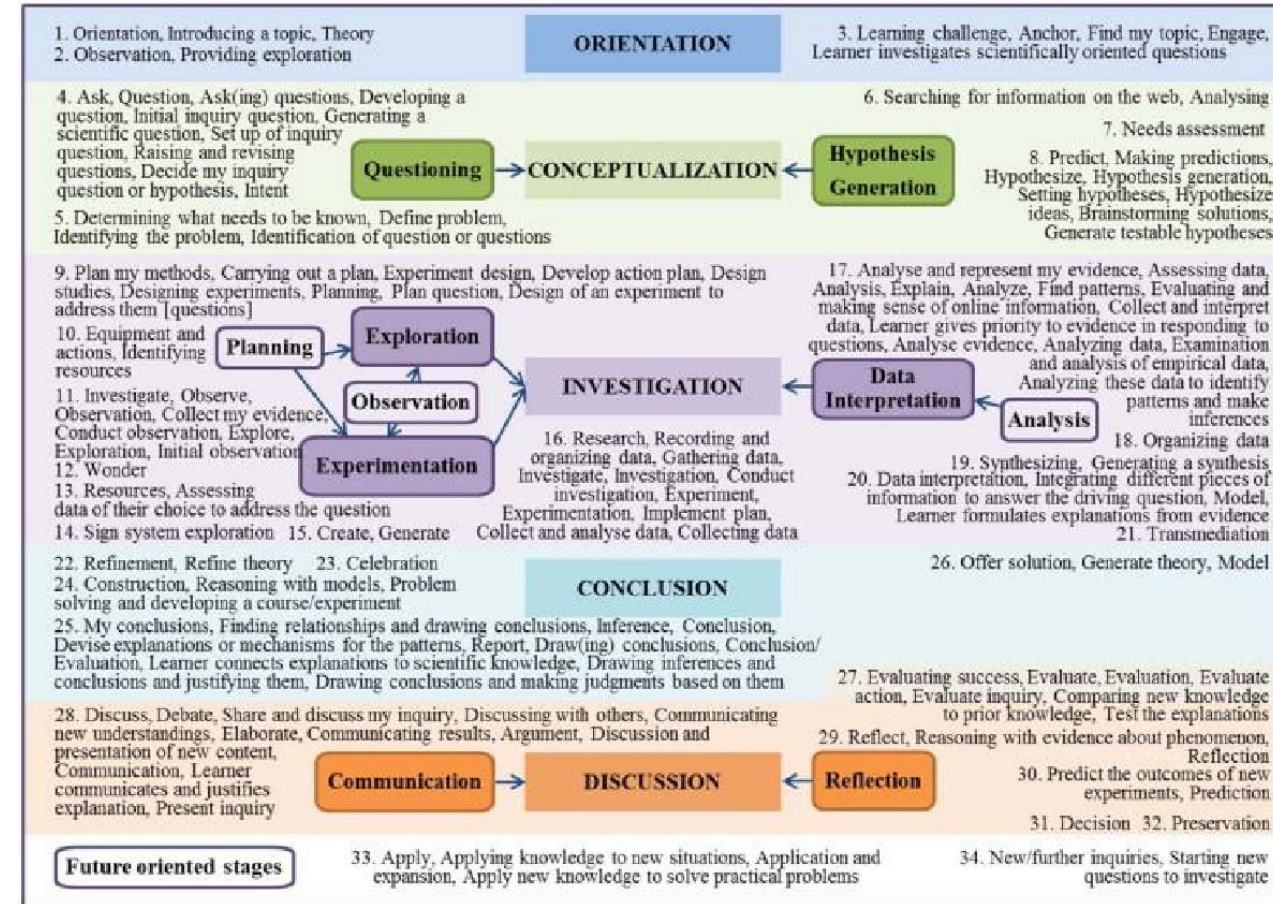 1. Orientation, Introducing a topic, Theory
2. Observation, Providing exploration
ORIENTATION
3. Learning challenge, Anchor, Find my topic, Engage,
Learner investigates scientifically oriented questions
4. Ask, Question, Ask(ing) questions, Developing a
question, Initial inquiry question, Generating a
scientific question, Set up of inquiry
question, Raising and revising
questions, Decide my inquiry
question or hypothesis, Intent
5. Determining what needs to be known, Define problem,
Identifying the problem, Identification of question or questions
Questioning
CONCEPTUALIZATION
Hypothesis
Generation
6. Searching for information on the web, Analysing
7. Needs assessment
8. Predict, Making predictions,
Hypothesize, Hypothesis generation,
Setting hypotheses, Hypothesize
ideas, Brainstorming solutions,
Generate testable hypotheses
9. Plan my methods, Carrying out a plan, Experiment design, Develop action plan, Design
studies, Designing experiments, Planning, Plan question, Design of an experiment to
address them [questions]
10. Equipment and
actions, Identifying
resources
11. Investigate, Observe,
Observation, Collect my evidence,
Conduct observation, Explore,
Exploration, Initial observation
12. Wonder
13. Resources, Assessing
data of their choice to address the question
14. Sign system exploration 15. Create, Generate
Planning
Exploration
Observation
Experimentation
INVESTIGATION
16. Research, Recording and
organizing data, Gathering data,
Investigate, Investigation, Conduct
investigation, Experiment,
Experimentation, Implement plan,
Collect and analyse data, Collecting data
Data
Interpretation
Analysis
17. Analyse and represent my evidence, Assessing data,
Analysis, Explain, Analyze, Find patterns, Evaluating and
making sense of online information, Collect and interpret
data, Learner gives priority to evidence in responding to
questions, Analyse evidence, Analyzing data, Examination
and analysis of empirical data,
Analyzing these data to identify
patterns and make
inferences
18. Organizing data
19. Synthesizing, Generating a synthesis
20. Data interpretation, Integrating different pieces of
information to answer the driving question, Model,
Learner formulates explanations from evidence
21. Transmediation
22. Refinement, Refine theory 23. Celebration
24. Construction, Reasoning with models, Problem
solving and developing a course/experiment
25. My conclusions, Finding relationships and drawing conclusions, Inference, Conclusion,
Devise explanations or mechanisms for the patterns, Report, Draw(ing) conclusions, Conclusion/
Evaluation, Learner connects explanations to scientific knowledge, Drawing inferences and
conclusions and justifying them, Drawing conclusions and making judgments based on them
CONCLUSION
26. Offer solution, Generate theory, Model
27. Evaluating success, Evaluate, Evaluation, Evaluate
action, Evaluate inquiry, Comparing new knowledge
to prior knowledge, Test the explanations
28. Discuss, Debate, Share and discuss my inquiry, Discussing with others, Communicating
new understandings, Elaborate, Communicating results, Argument, Discussion and
presentation of new content,
Communication, Learner
communicates and justifies
explanation, Present inquiry
Communication
DISCUSSION
Reflection
29. Reflect, Reasoning with evidence about phenomenon,
Reflection
30. Predict the outcomes of new
experiments, Prediction
31. Decision 32. Preservation
Future oriented stages
33. Apply, Applying knowledge to new situations, Application and
expansion, Apply new knowledge to solve practical problems
34. New/further inquiries, Starting new
questions to investigate